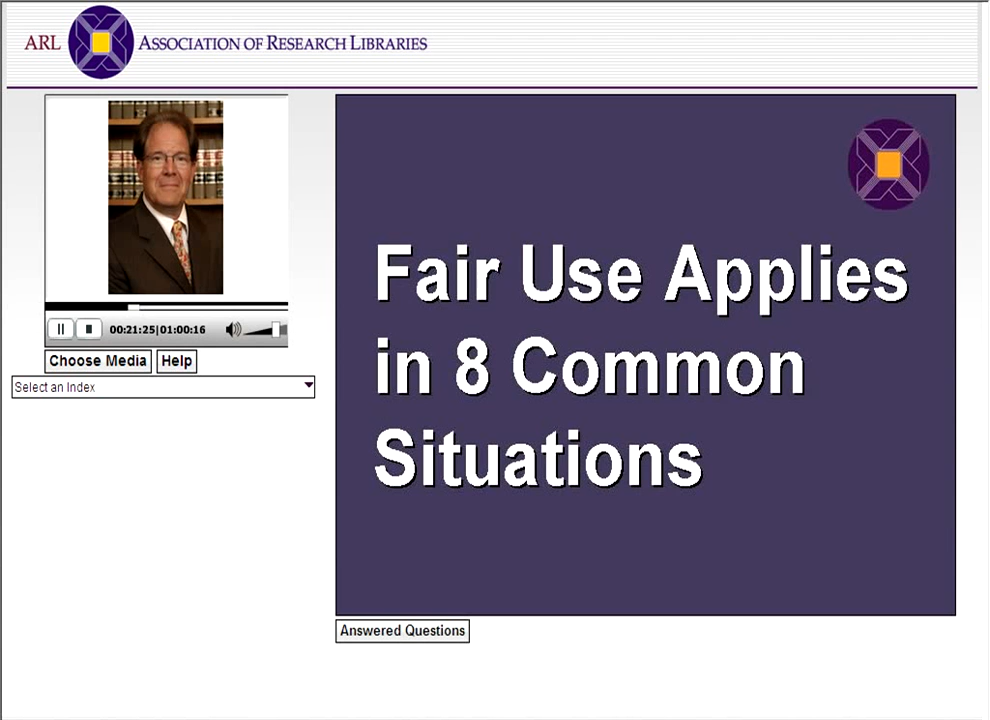 ARL ASSOCIATION OF RESEARCH LIBRARIES
00:21:25|01:00:16
Choose Media Help
Select an Index
Fair Use Applies
in 8 Common
Situations
Answered Questions